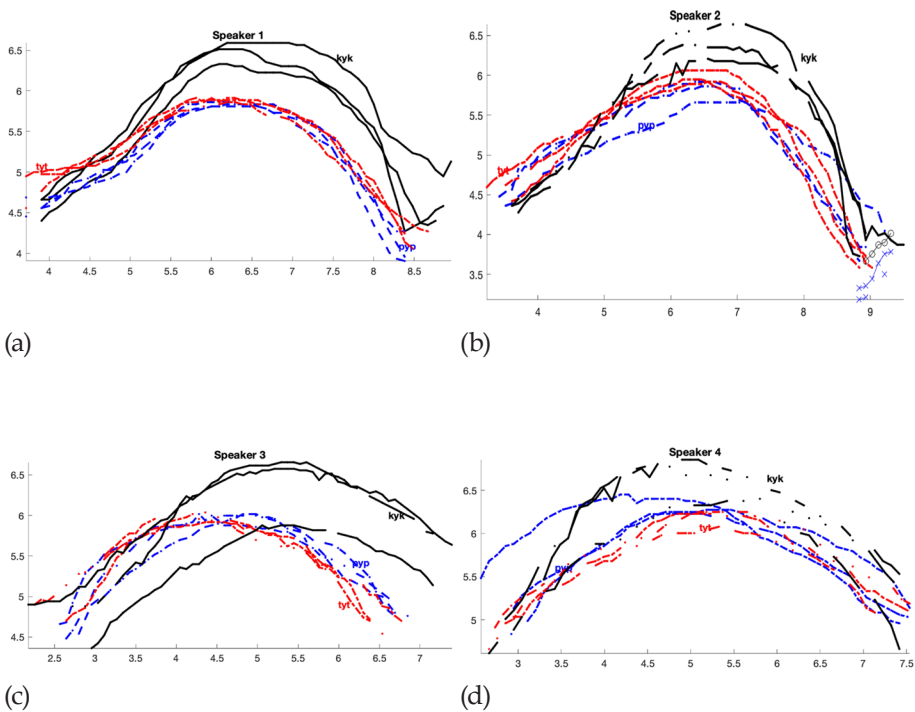 Speaker 1
kyk
tyt
pyp
6.5
6
5.5
5
4.5
4
4 4.5 5 5.5 6 6.5 7 7.5 8 8.5
(a)
Speaker 2
kyk
pyp
tyt
6.5
6
5.5
5
4.5
4
3.5
4 5 6 7 8 9
(b)
Speaker 3
kyk
pyp
tyt
6.5
6
5.5
5
4.5
2.5 3 3.5 4 4.5 5 5.5 6 6.5 7
(c)
Speaker 4
kyk
tyt
pyp
6.5
6
5.5
5
3 3.5 4 4.5 5 5.5 6 6.5 7 7.5
(d)